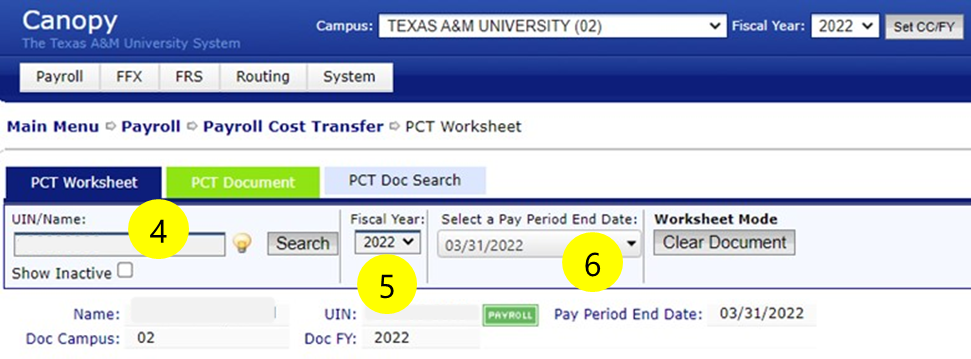 Canopy
The Texas A&M University System
Campus: TEXAS A&M UNIVERSITY (02) Fiscal Year: 2022 Set CC/FY
Payroll FFX FRS Routing System
Main Menu Payroll Payroll Cost Transfer PCT Worksheet
PCT Worksheet PCT Document PCT Doc Search
UIN/Name: Fiscal Year: Select a Pay Period End Date: Worksheet Mode
4 Search 2022 03/31/2022 Clear Document
Show Inactive 5 6
Name: UIN: PAYROLL Pay Period End Date: 03/31/2022
Doc Campus: 02 Doc FY: 2022